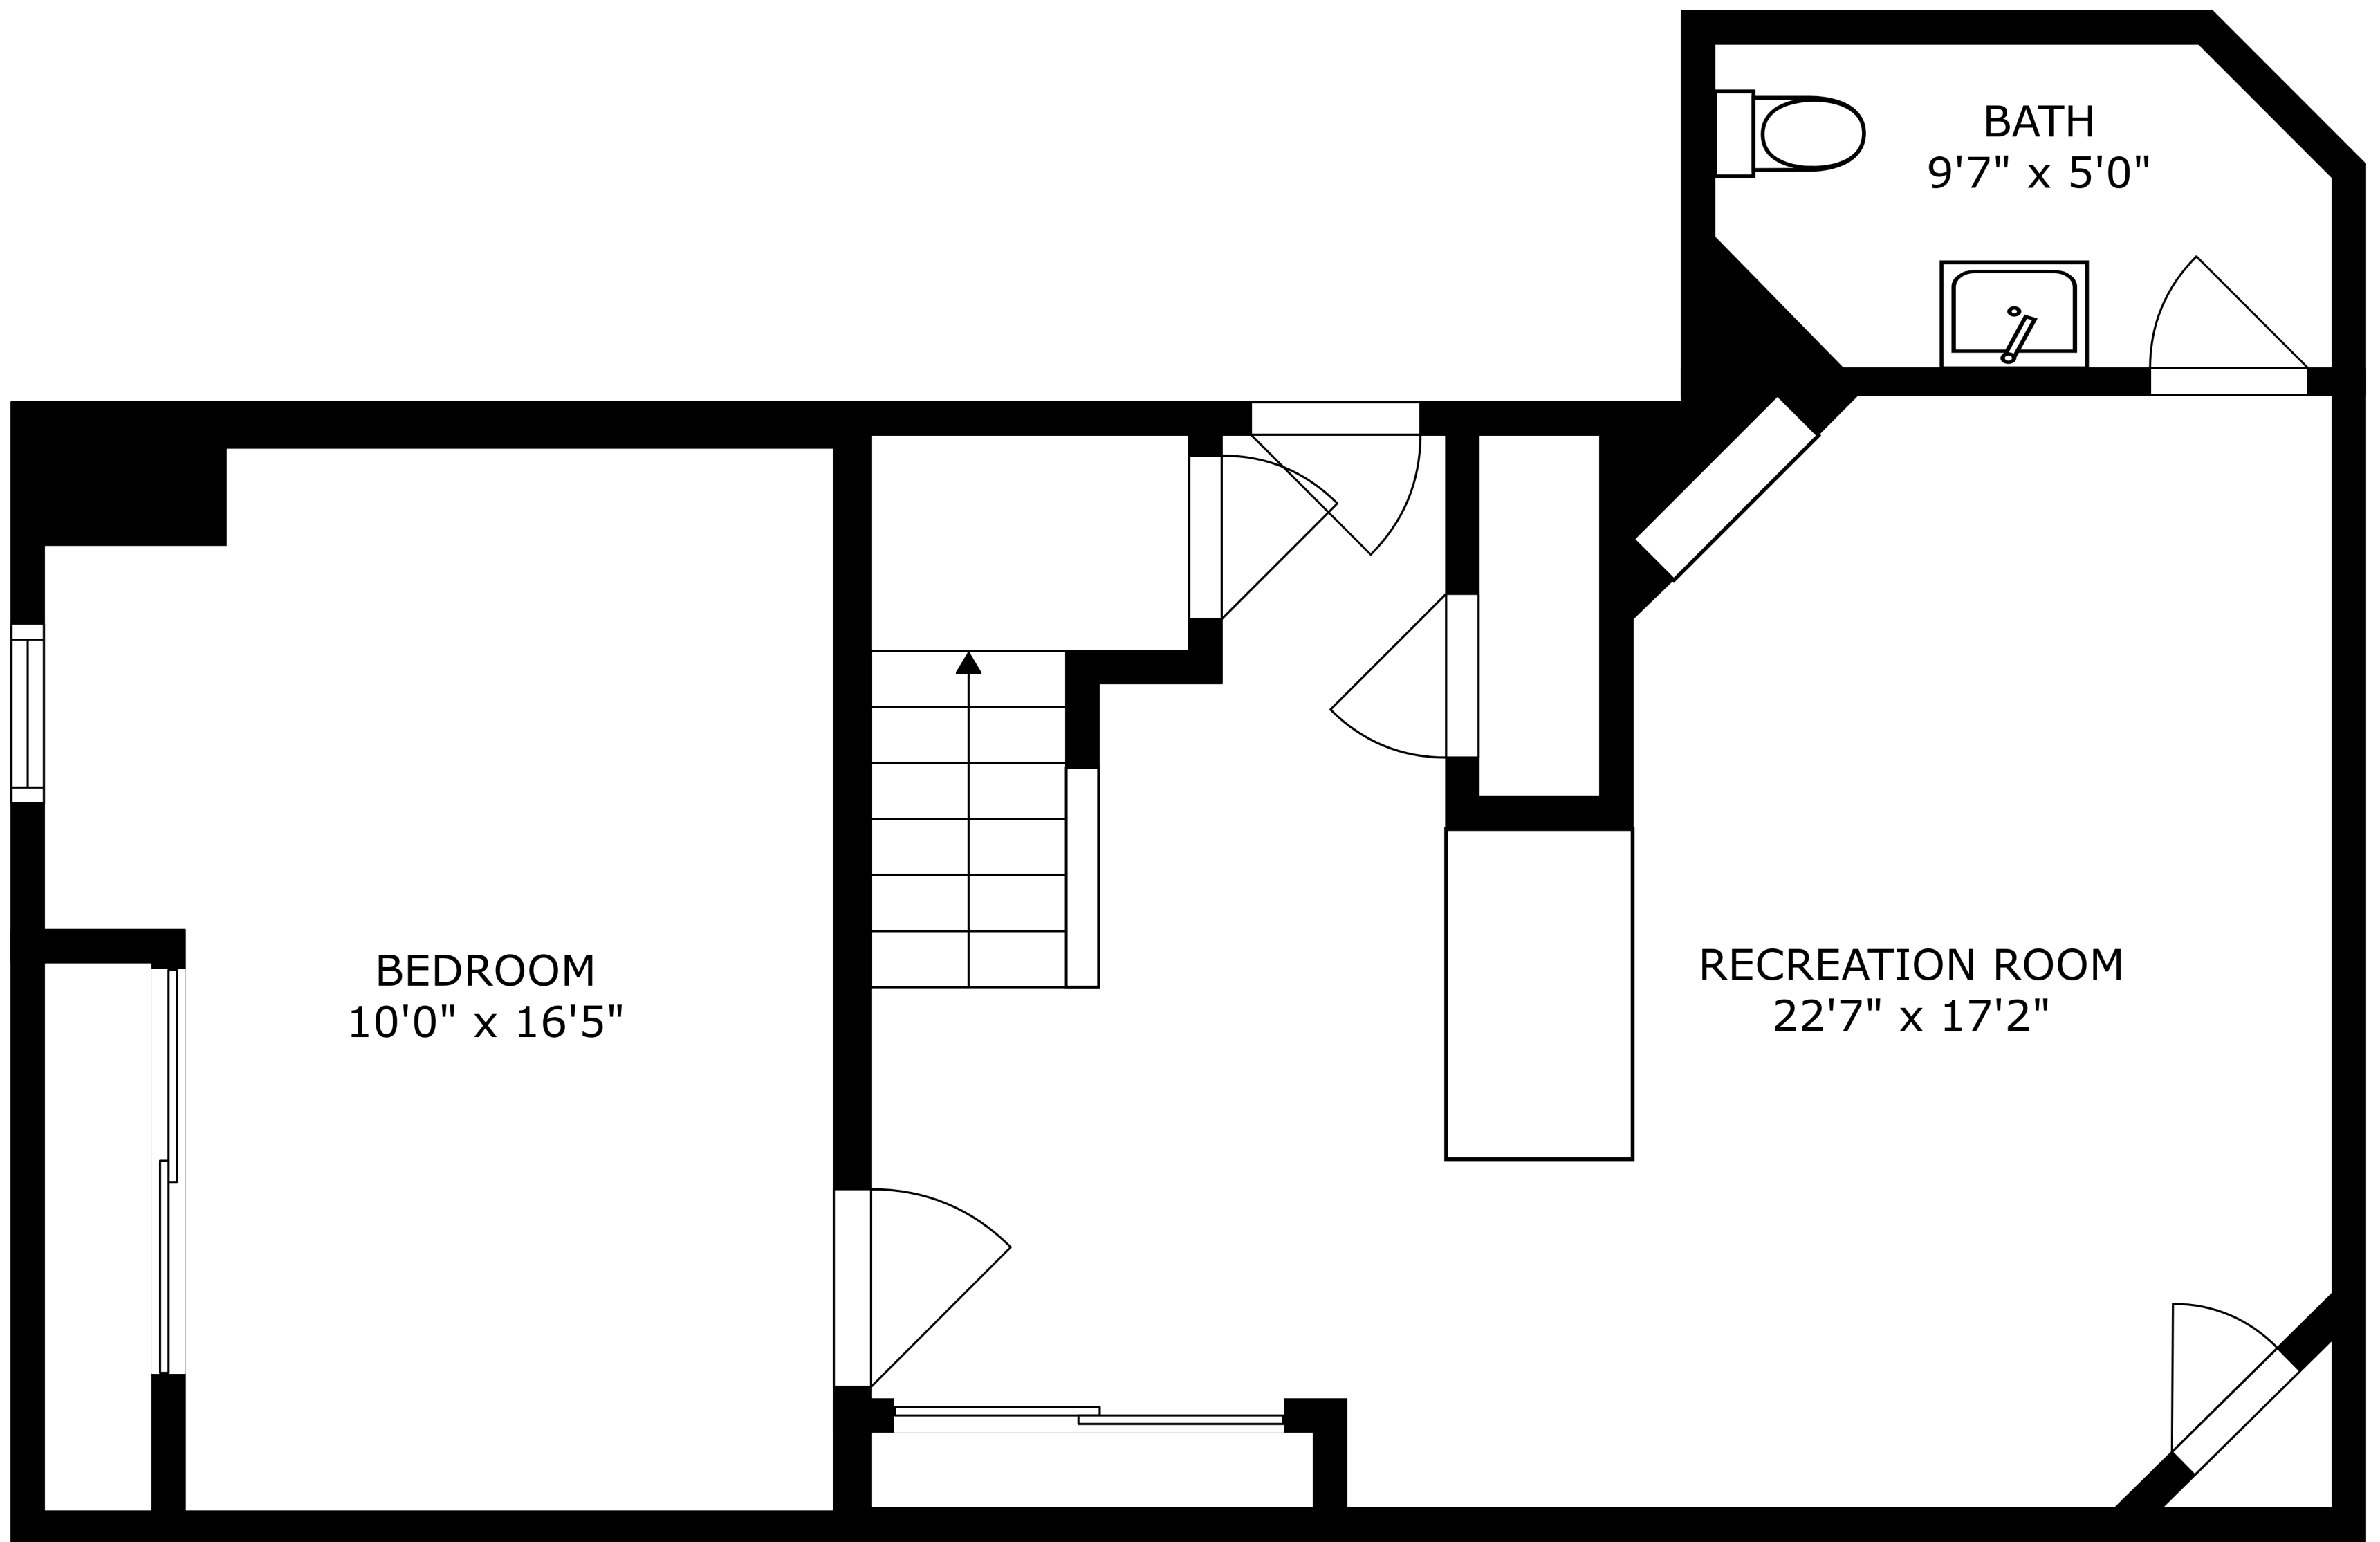 BATH
9'7" x 5'0"
BEDROOM
10'0" x 16'5"
RECREATION ROOM
22'7" x 17'2"